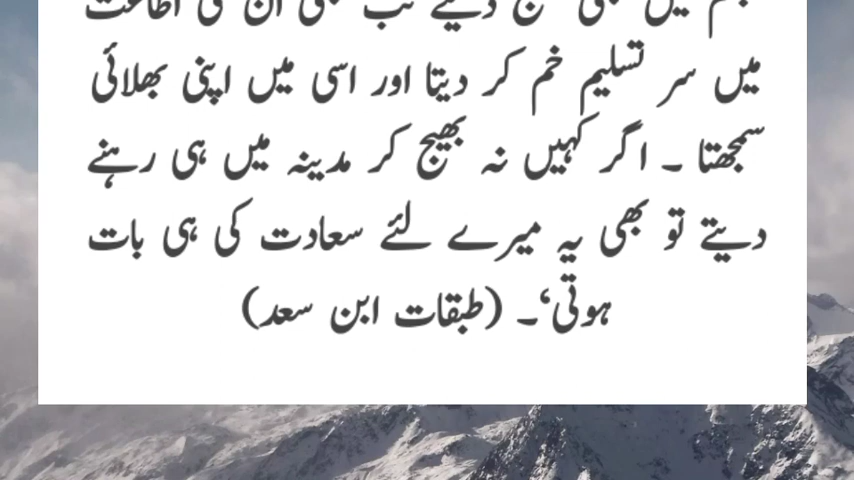 میں سر تسلیم خم کر دیتا اور اسی میں اپنی بھلائی
سمجھتا ۔ اگر کہیں نہ بھیج کر مدینہ میں ہی رہنے
دیتے تو بھی یہ میرے لئے سعادت کی ہی بات
ہوتی‘۔ (طبقات ابن سعد)